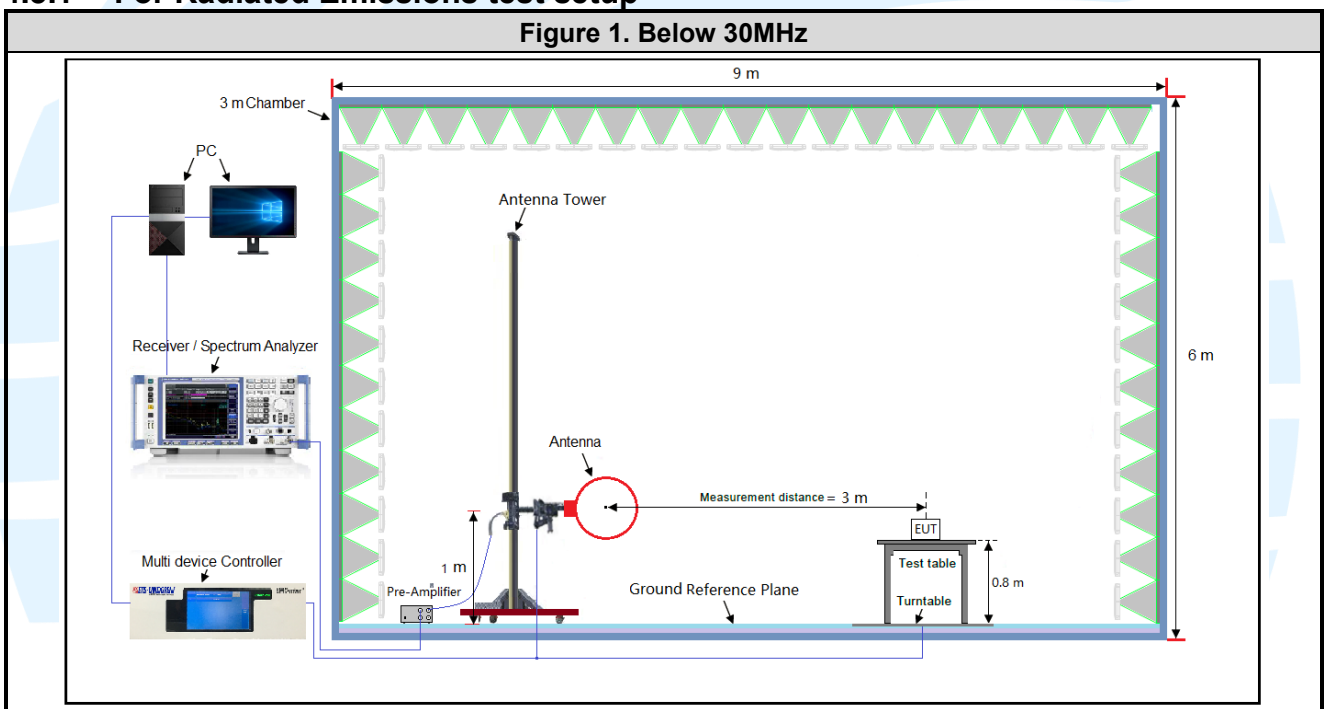 Figure 1. Below 30MHz
9 m
3 m Chamber
PC
Antenna Tower
Receiver / Spectrum Analyzer
6 m
Antenna
Measurement distance = 3 m
EUT
Multi device Controller
1 m
Test table
0.8 m
Pre-Amplifier
Ground Reference Plane
Turntable